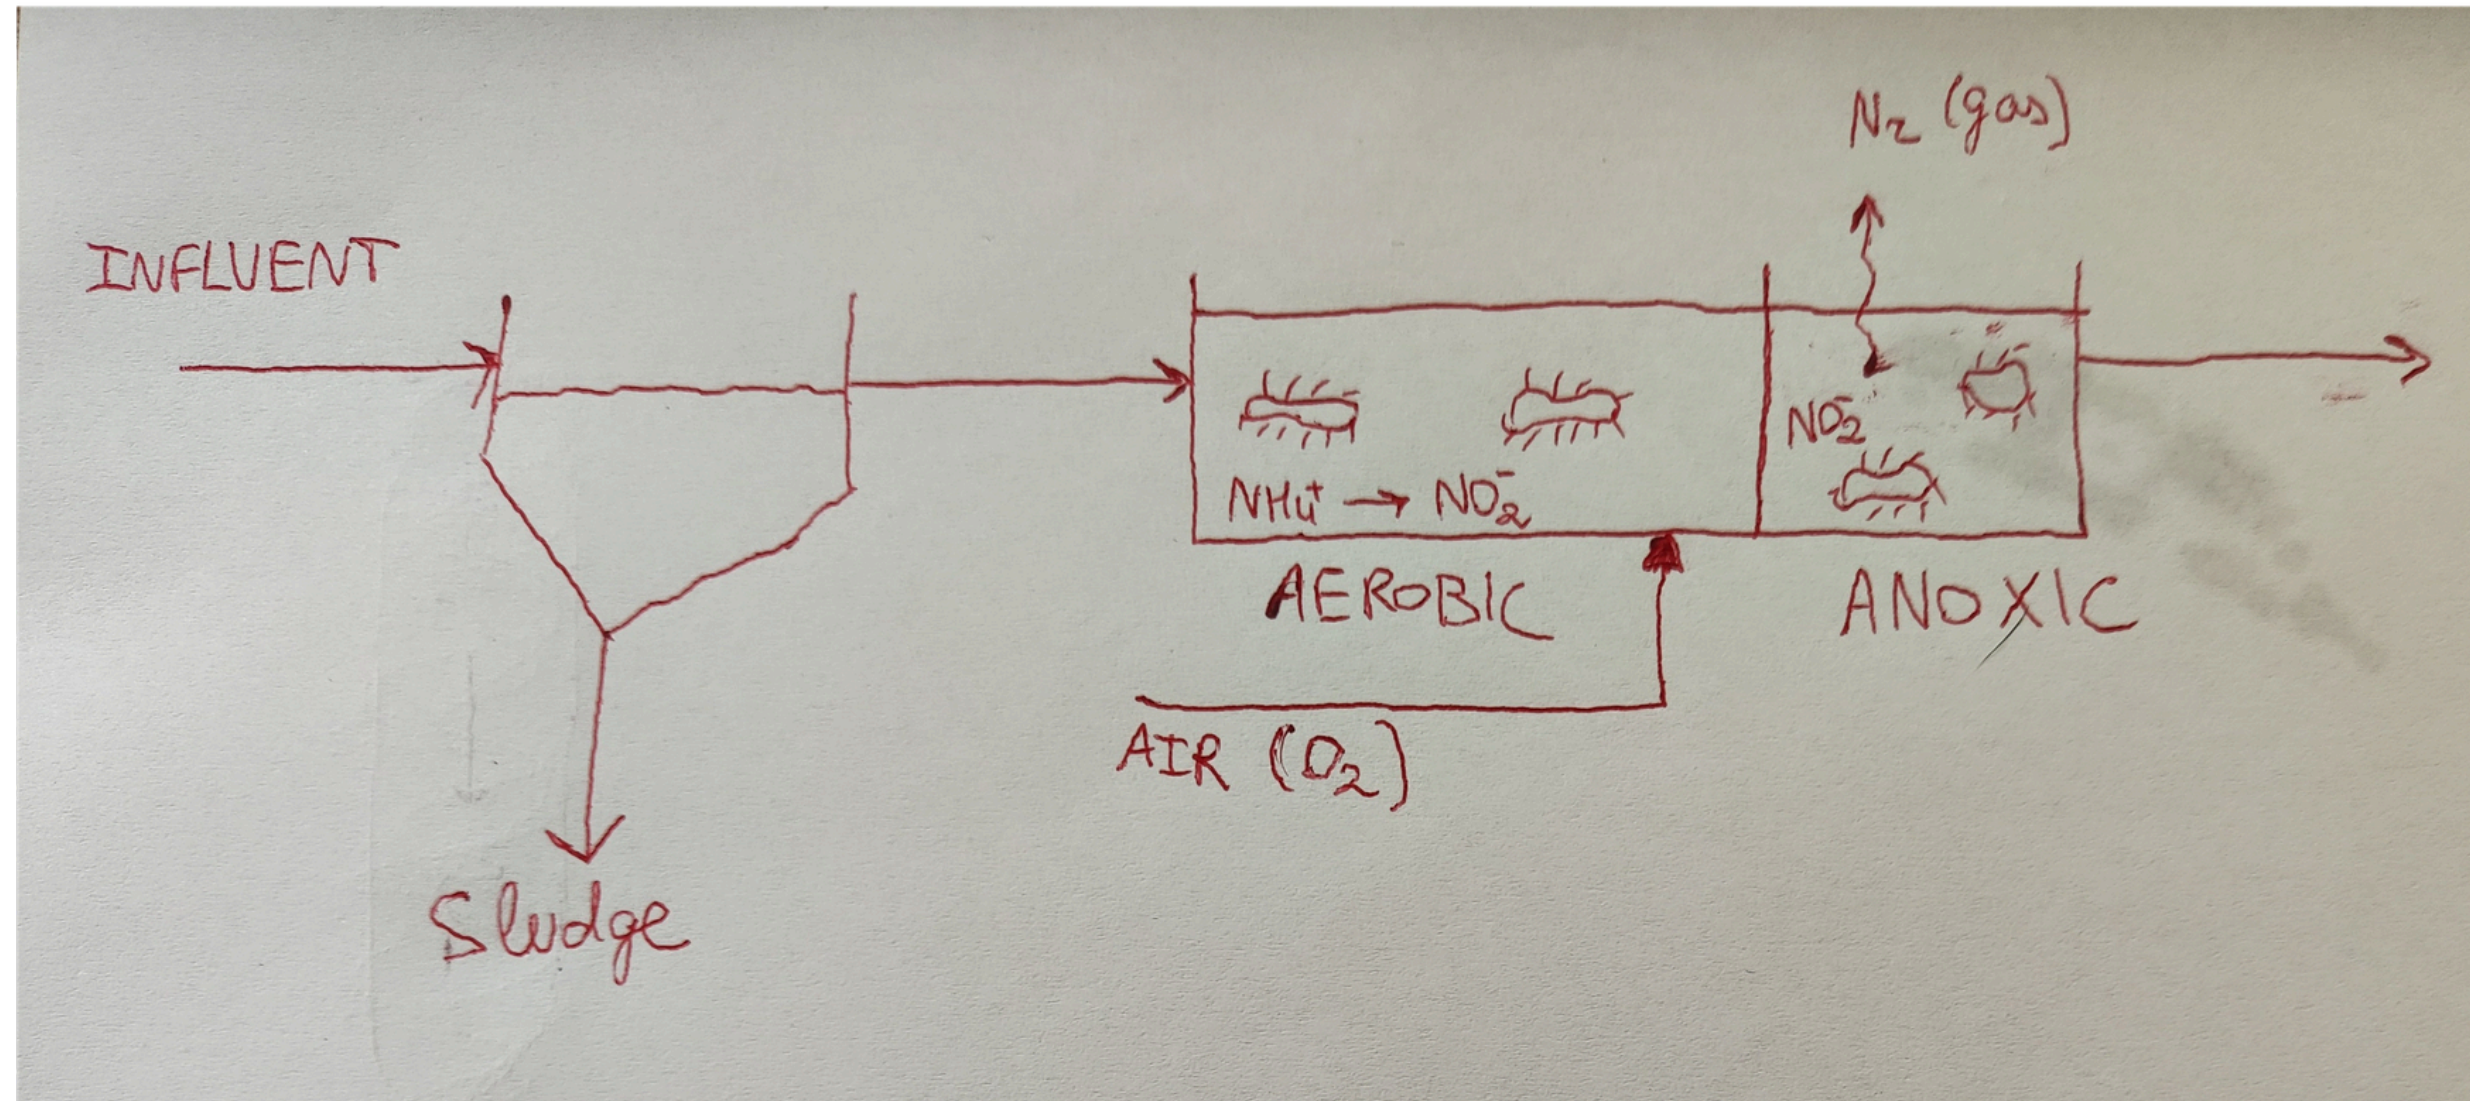 N₂ (gas)
INFLUENT
NO₂⁻
NH₄⁺ → NO₂⁻
AEROBIC
ANOXIC
AIR (O₂)
Sludge